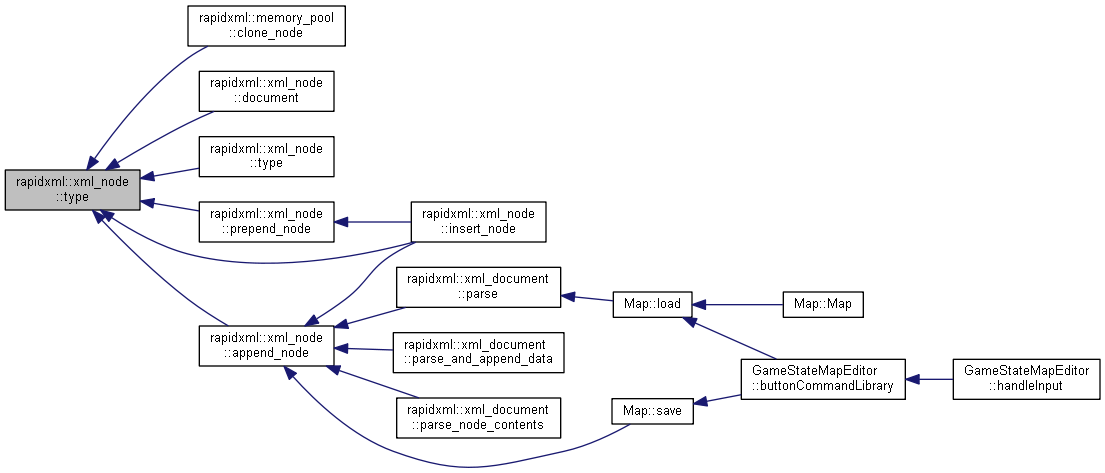 rapidxml::memory_pool
::clone_node
rapidxml::xml_node
::document
rapidxml::xml_node
::type
rapidxml::xml_node
::type
rapidxml::xml_node
::prepend_node
rapidxml::xml_node
::insert_node
rapidxml::xml_document
::parse
Map::load
Map::Map
rapidxml::xml_node
::append_node
rapidxml::xml_document
::parse_and_append_data
GameStateMapEditor
::buttonCommandLibrary
GameStateMapEditor
::handleInput
rapidxml::xml_document
::parse_node_contents
Map::save